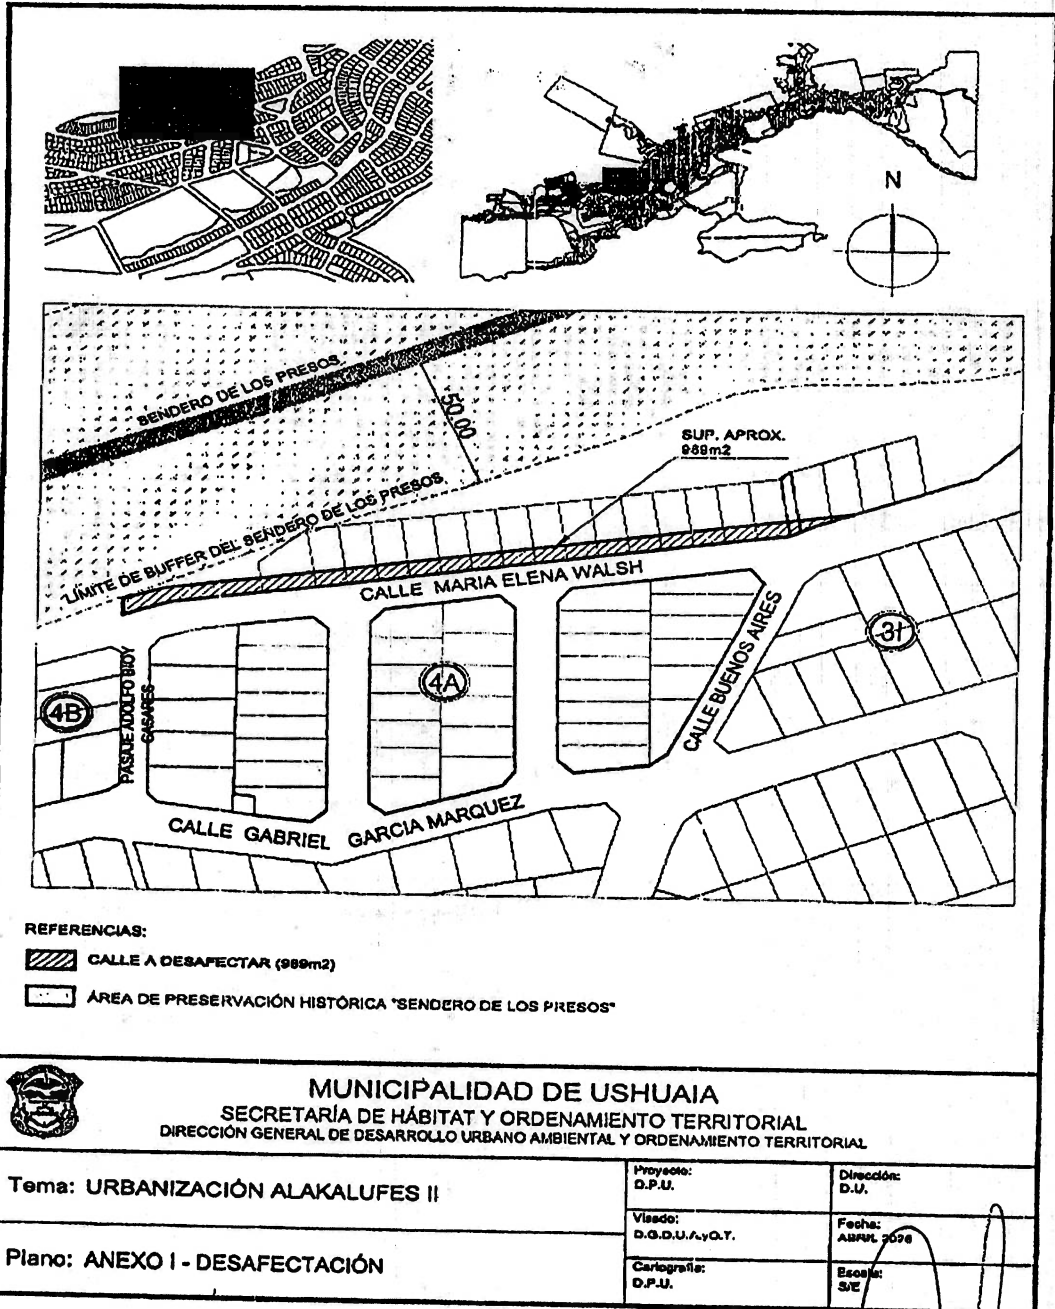 N
SENDERO DE LOS PRESOS
50.00
SUP. APROX.
989m2
LÍMITE DE BUFFER DEL SENDERO DE LOS PRESOS
CALLE MARIA ELENA WALSH
CALLE BUENOS AIRES
31
4A
4B
PASAJE ADOLFO BIOY
CASARES
CALLE GABRIEL GARCIA MARQUEZ
REFERENCIAS:
CALLE A DESAFECTAR (989m2)
ÁREA DE PRESERVACIÓN HISTÓRICA "SENDERO DE LOS PRESOS"
MUNICIPALIDAD DE USHUAIA
SECRETARÍA DE HÁBITAT Y ORDENAMIENTO TERRITORIAL
DIRECCIÓN GENERAL DE DESARROLLO URBANO AMBIENTAL Y ORDENAMIENTO TERRITORIAL
Tema: URBANIZACIÓN ALAKALUFES II
Proyecto:
D.P.U.
Dirección:
D.U.
Visado:
D.G.D.U.A.yO.T.
Fecha:
ABRIL
Plano: ANEXO I - DESAFECTACIÓN
Cartografía:
D.P.U.
Escala:
S/E